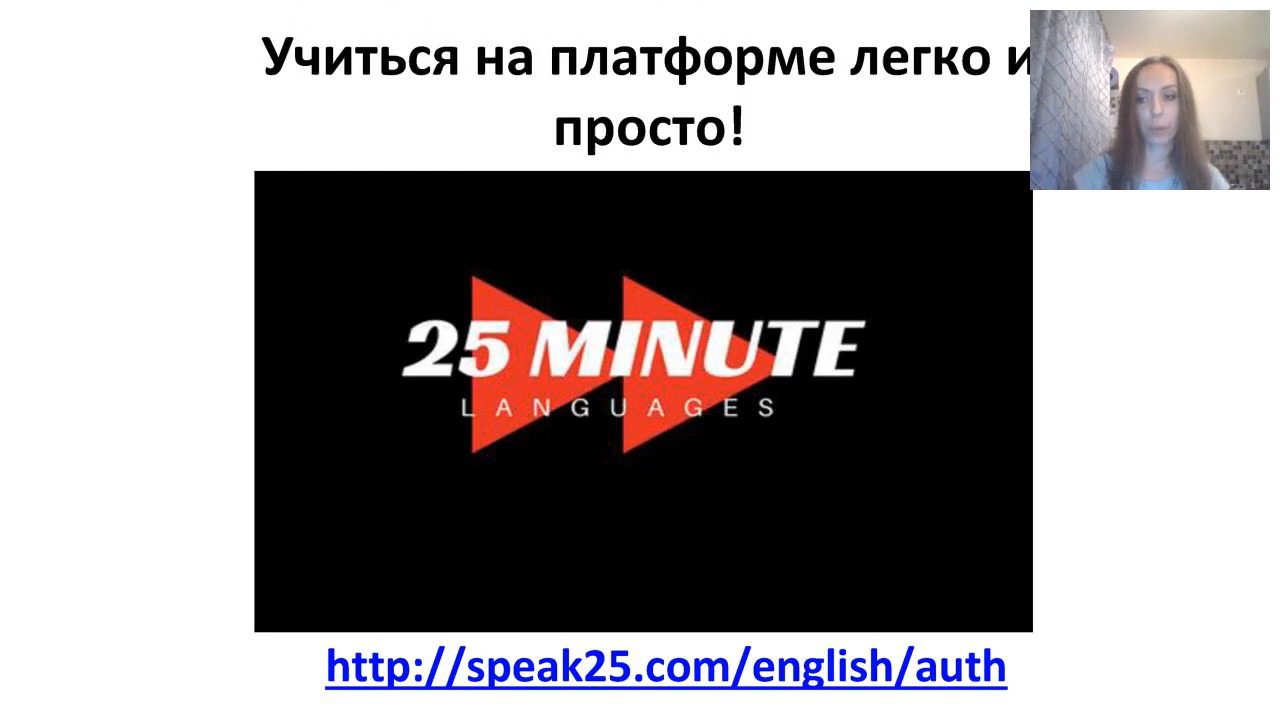 Учиться на платформе легко и
просто!
25 MINUTE
LANGUAGES
http://speak25.com/english/auth